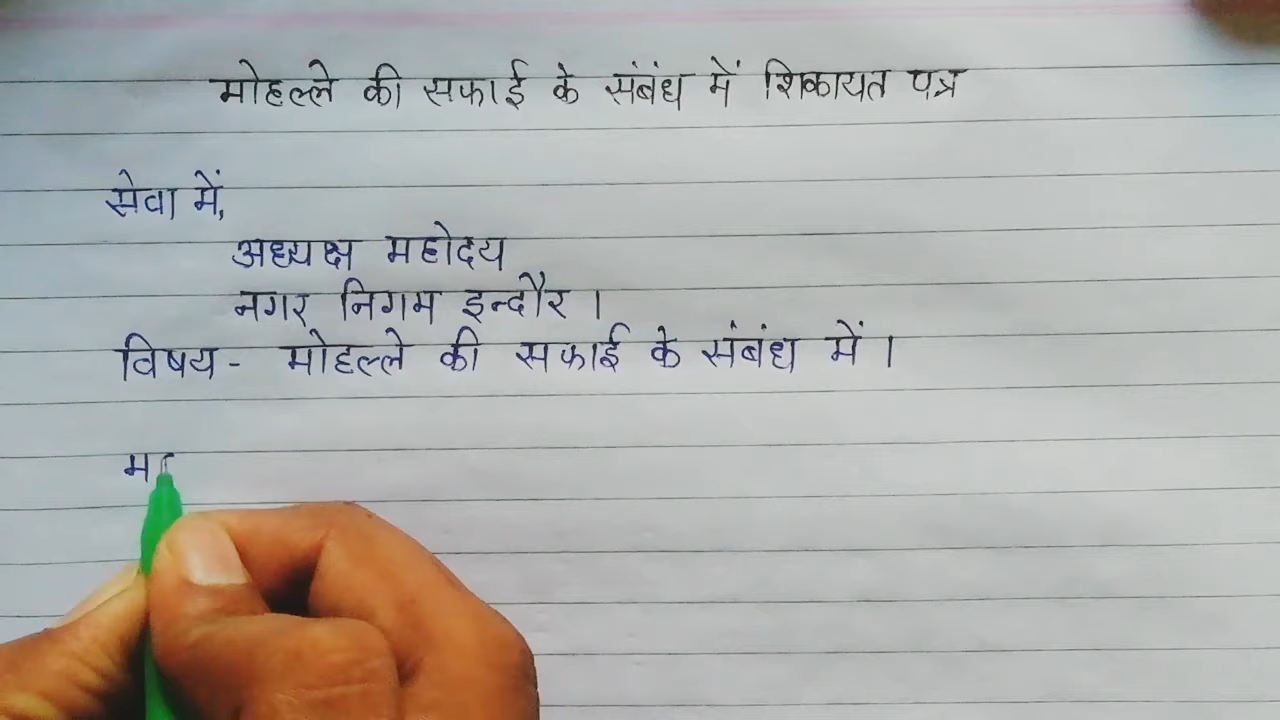 मोहल्ले की सफाई के संबंध में शिकायत पत्र
सेवा में,
अध्यक्ष महोदय
नगर निगम इन्दौर ।
विषय - मोहल्ले की सफाई के संबंध में ।
म